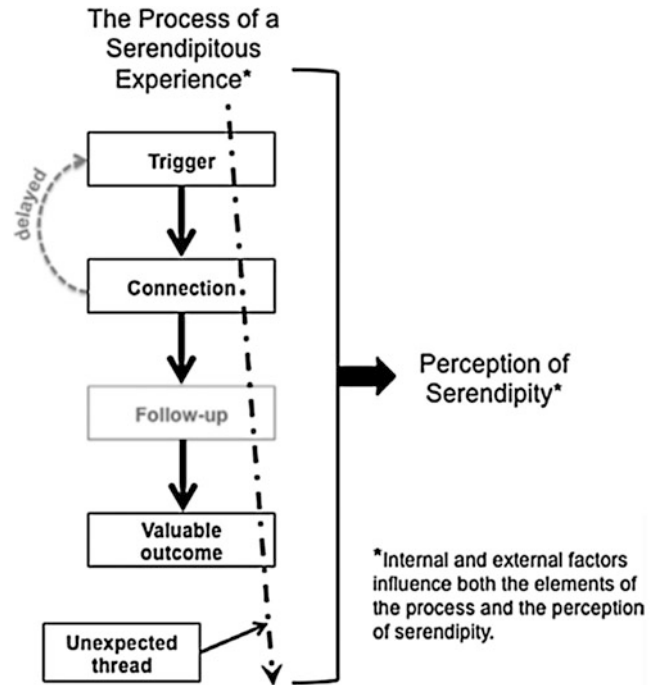 The Process of a
Serendipitous
Experience*
Trigger
delayed
Connection
Follow-up
Valuable
outcome
Unexpected
thread
Perception of
Serendipity*
*Internal and external factors
influence both the elements of
the process and the perception
of serendipity.